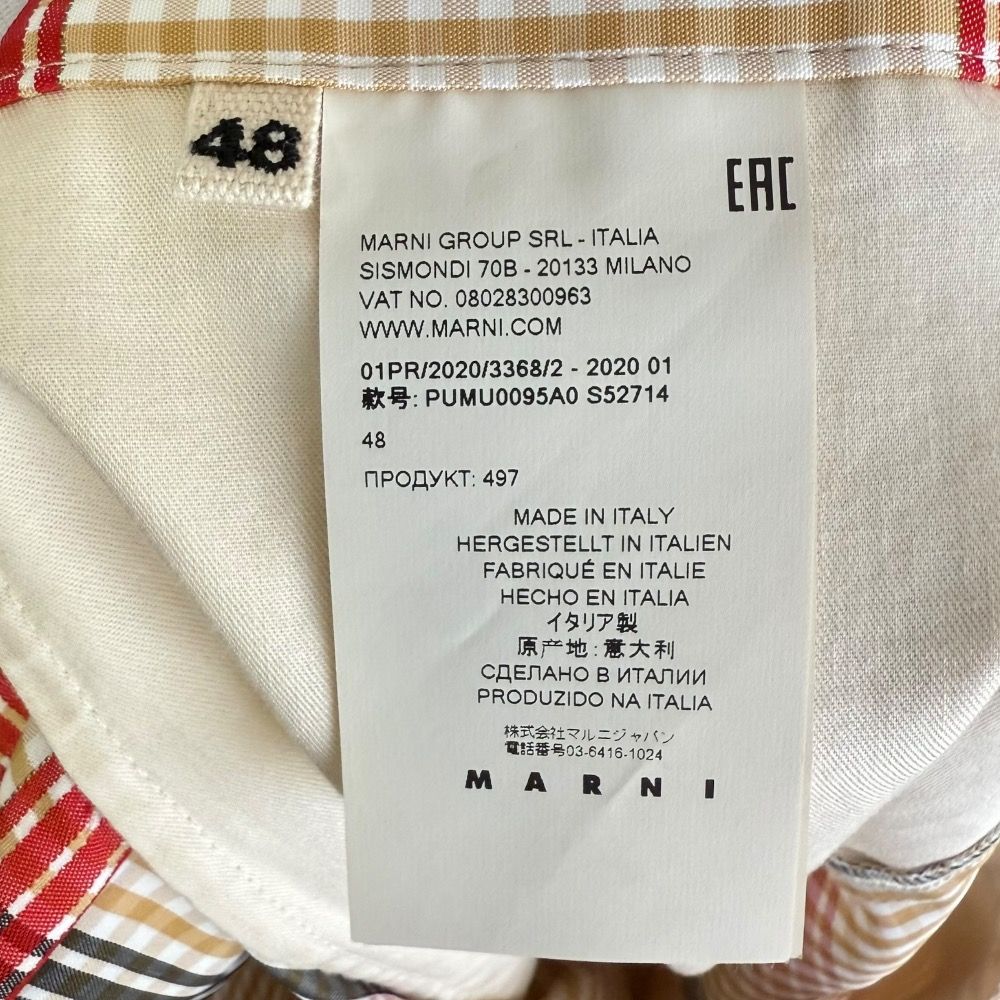 48
EAC
MARNI GROUP SRL - ITALIA
SISMONDI 70B - 20133 MILANO
VAT NO. 08028300963
WWW.MARNI.COM
01PR/2020/3368/2 - 2020 01
款号: PUMU0095A0 S52714
48
ПРОДУКТ: 497
MADE IN ITALY
HERGESTELLT IN ITALIEN
FABRIQUÉ EN ITALIE
HECHO EN ITALIA
イタリア製
原产地: 意大利
СДЕЛАНО В ИТАЛИИ
PRODUZIDO NA ITALIA
株式会社マルニジャパン
電話番号03-6416-1024
MARNI